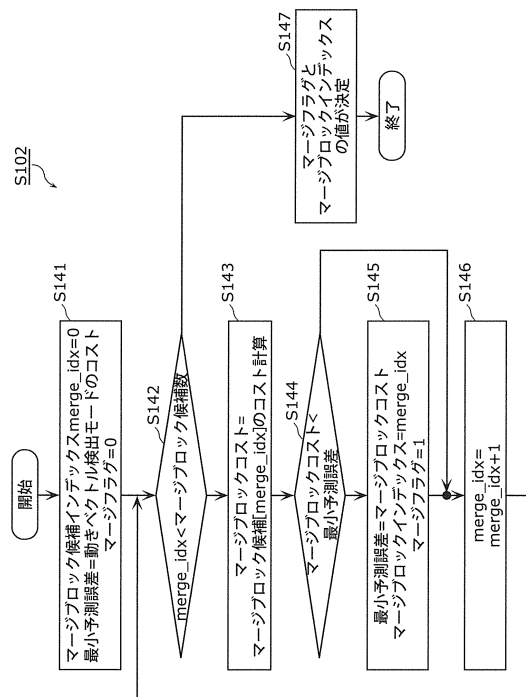 S102
開始
S141
マージブロック候補インデックスmerge_idx=0
最小予測誤差=動きベクトル検出モードのコスト
マージフラグ=0
S142
merge_idx<マージブロック候補数
S143
マージブロックコスト=
マージブロック候補[merge_idx]のコスト計算
S144
マージブロックコスト<
最小予測誤差
S145
最小予測誤差=マージブロックコスト
マージブロックインデックス=merge_idx
マージフラグ=1
S146
merge_idx=
merge_idx+1
S147
マージフラグと
マージブロックインデックス
の値が決定
終了